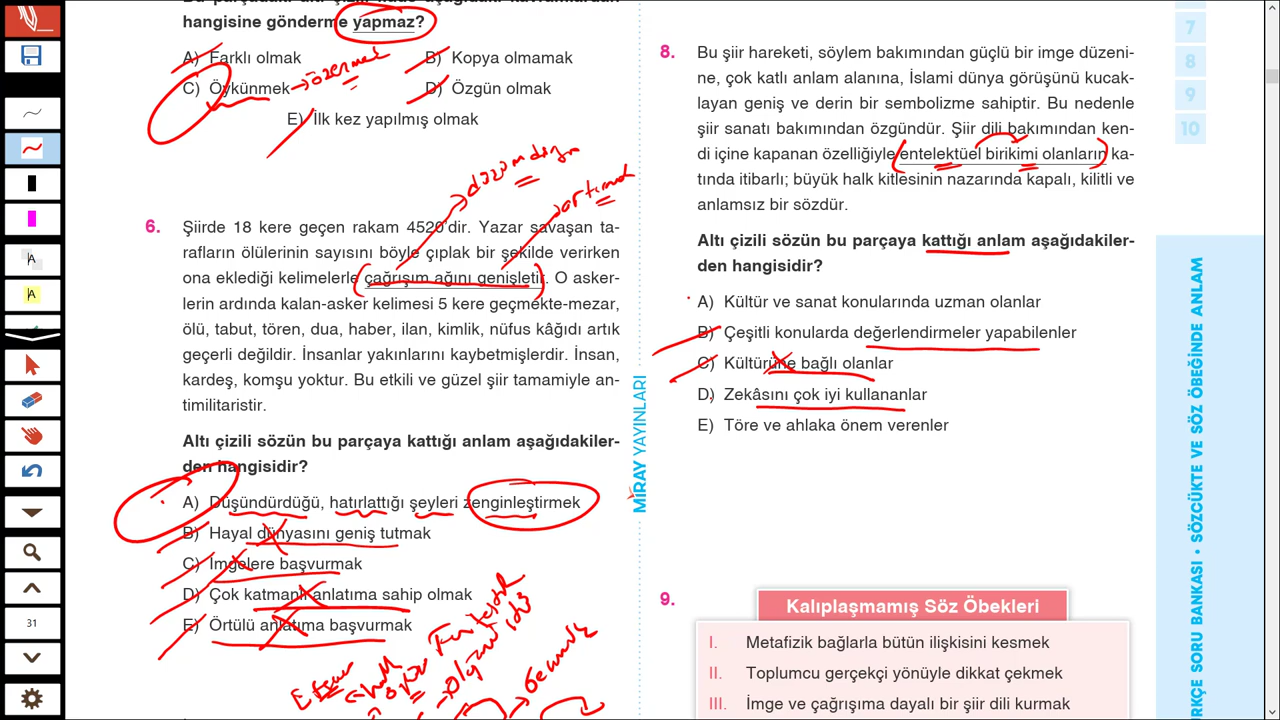 hangisine gönderme yapmaz?
A) Farklı olmak
B) Kopya olmamak
C) Öykünmek
D) Özgün olmak
E) İlk kez yapılmış olmak
6. Şiirde 18 kere geçen rakam 4520'dir. Yazar savaşan ta-
rafların ölülerinin sayısını böyle çıplak bir şekilde verirken
ona eklediği kelimelerle çağrışım ağını genişletir. O asker-
lerin ardında kalan-asker kelimesi 5 kere geçmekte-mezar,
ölü, tabut, tören, dua, haber, ilan, kimlik, nüfus kâğıdı artık
geçerli değildir. İnsanlar yakınlarını kaybetmişlerdir. İnsan,
kardeş, komşu yoktur. Bu etkili ve güzel şiir tamamiyle an-
timilitaristir.
Altı çizili sözün bu parçaya kattığı anlam aşağıdakiler-
den hangisidir?
A) Düşündürdüğü, hatırlattığı şeyleri zenginleştirmek
B) Hayal dünyasını geniş tutmak
C) İmgelere başvurmak
D) Çok katmanlı anlatıma sahip olmak
E) Örtülü anlatıma başvurmak
8. Bu şiir hareketi, söylem bakımından güçlü bir imge düzeni-
ne, çok katlı anlam alanına, İslami dünya görüşünü kucak-
layan geniş ve derin bir sembolizme sahiptir. Bu nedenle
şiir sanatı bakımından özgündür. Şiir dili bakımından ken-
di içine kapanan özelliğiyle entelektüel birikimi olanların ka-
tında itibarlı; büyük halk kitlesinin nazarında kapalı, kilitli ve
anlamsız bir sözdür.
Altı çizili sözün bu parçaya kattığı anlam aşağıdakiler-
den hangisidir?
A) Kültür ve sanat konularında uzman olanlar
B) Çeşitli konularda değerlendirmeler yapabilenler
C) Kültürüne bağlı olanlar
D) Zekâsını çok iyi kullananlar
E) Töre ve ahlaka önem verenler
9. Kalıplaşmamış Söz Öbekleri
I. Metafizik bağlarla bütün ilişkisini kesmek
II. Toplumcu gerçekçi yönüyle dikkat çekmek
III. İmge ve çağrışıma dayalı bir şiir dili kurmak
MİRAY YAYINLARI
RKÇE SORU BANKASI • SÖZCÜKTE VE SÖZ ÖBEĞİNDE ANLAM
7
8
9
10
A
A
31